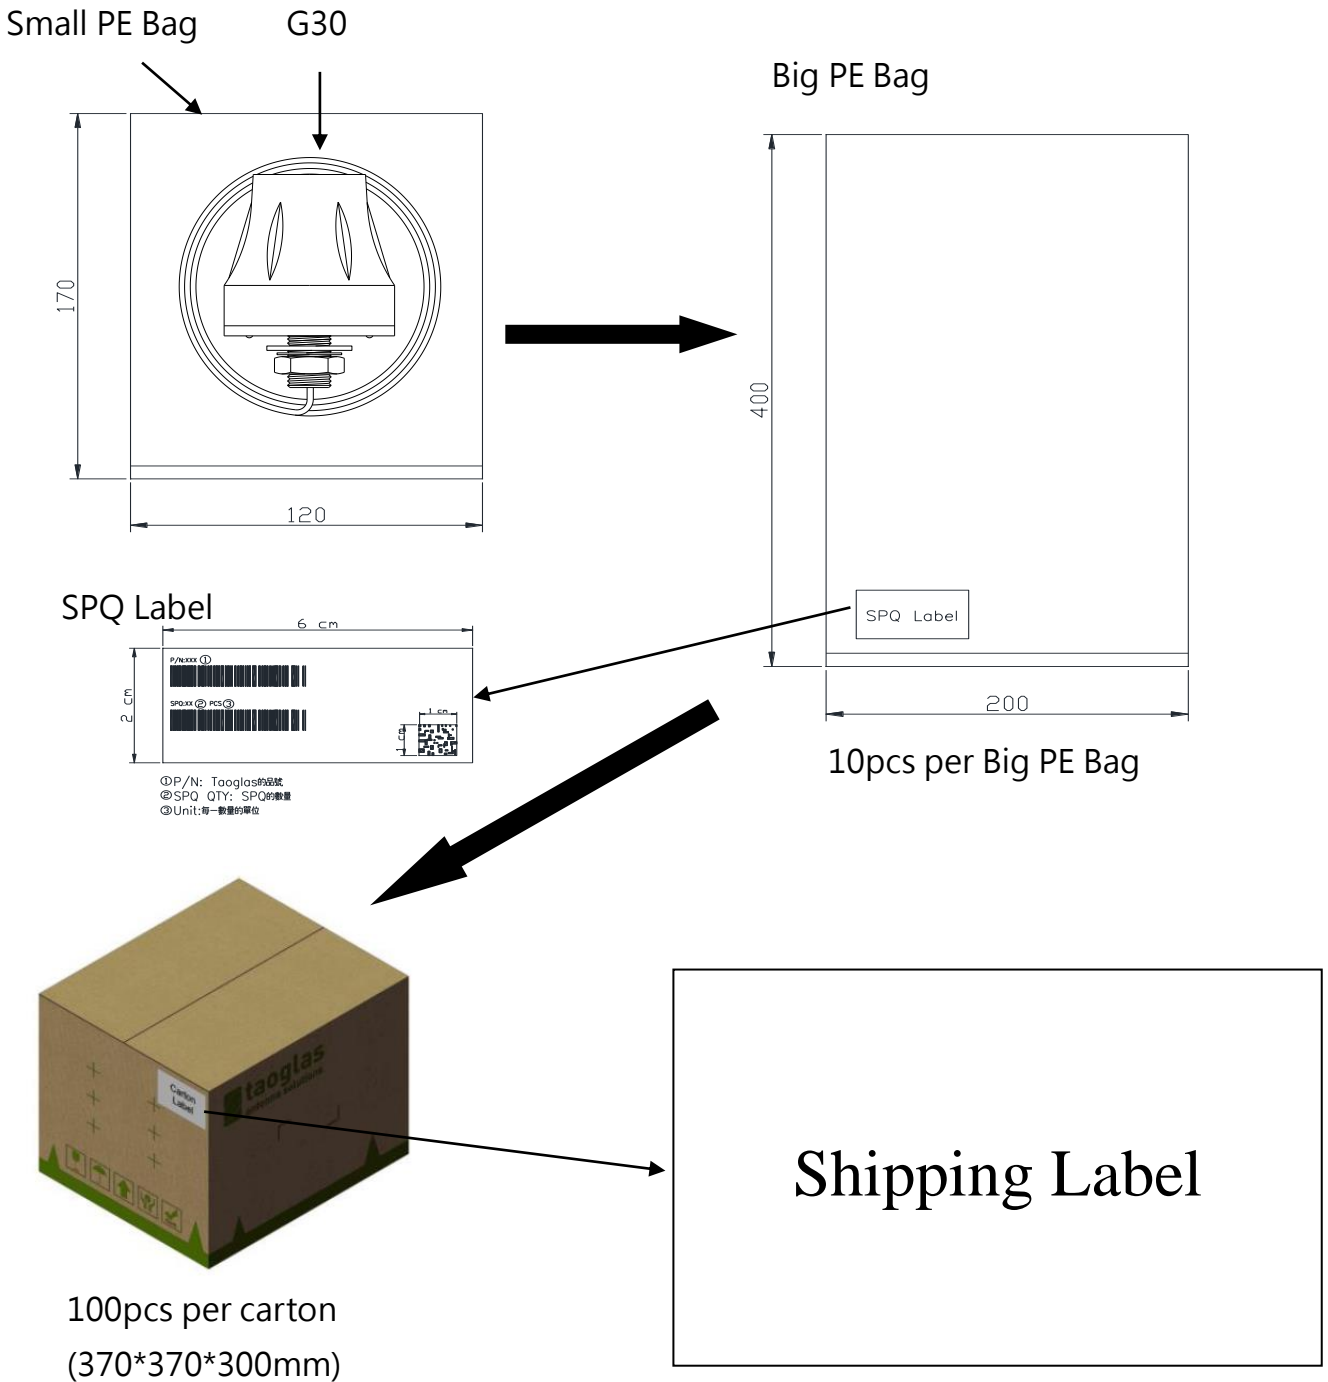 Small PE Bag
G30
Big PE Bag
170
120
400
SPQ Label
200
10pcs per Big PE Bag
SPQ Label
6 cm
2 cm
P/N:XXX ①
SPQ:XX ② PCS③
1 cm
1 cm
①P/N: Taoglas的品號
②SPQ QTY: SPQ的數量
③Unit:每一數量的單位
taoglas
antenna solutions
Carton
Label
Shipping Label
100pcs per carton
(370*370*300mm)